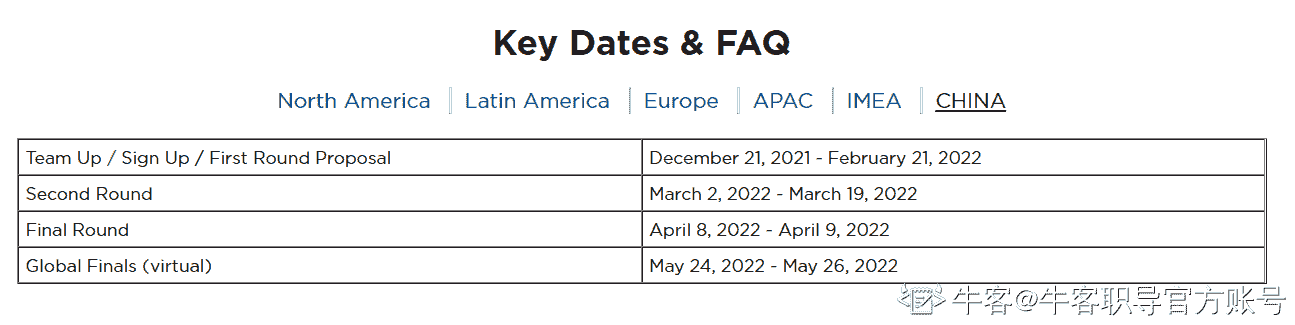 Key Dates & FAQ
North America Latin America Europe APAC IMEA CHINA
Team Up / Sign Up / First Round Proposal December 21, 2021 - February 21, 2022
Second Round March 2, 2022 - March 19, 2022
Final Round April 8, 2022 - April 9, 2022
Global Finals (virtual) May 24, 2022 - May 26, 2022
牛客@牛客职导官方账号